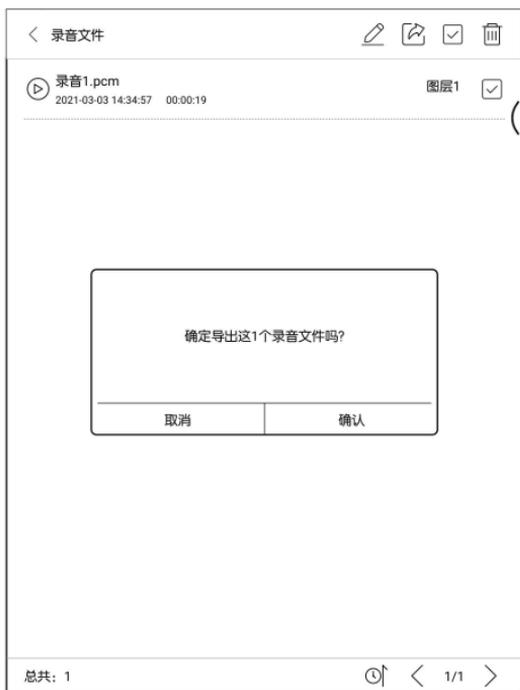 录音文件
录音1.pcm 图层1
2021-03-03 14:34:57 00:00:19
确定导出这1个录音文件吗?
取消 确认
总共: 1 1/1